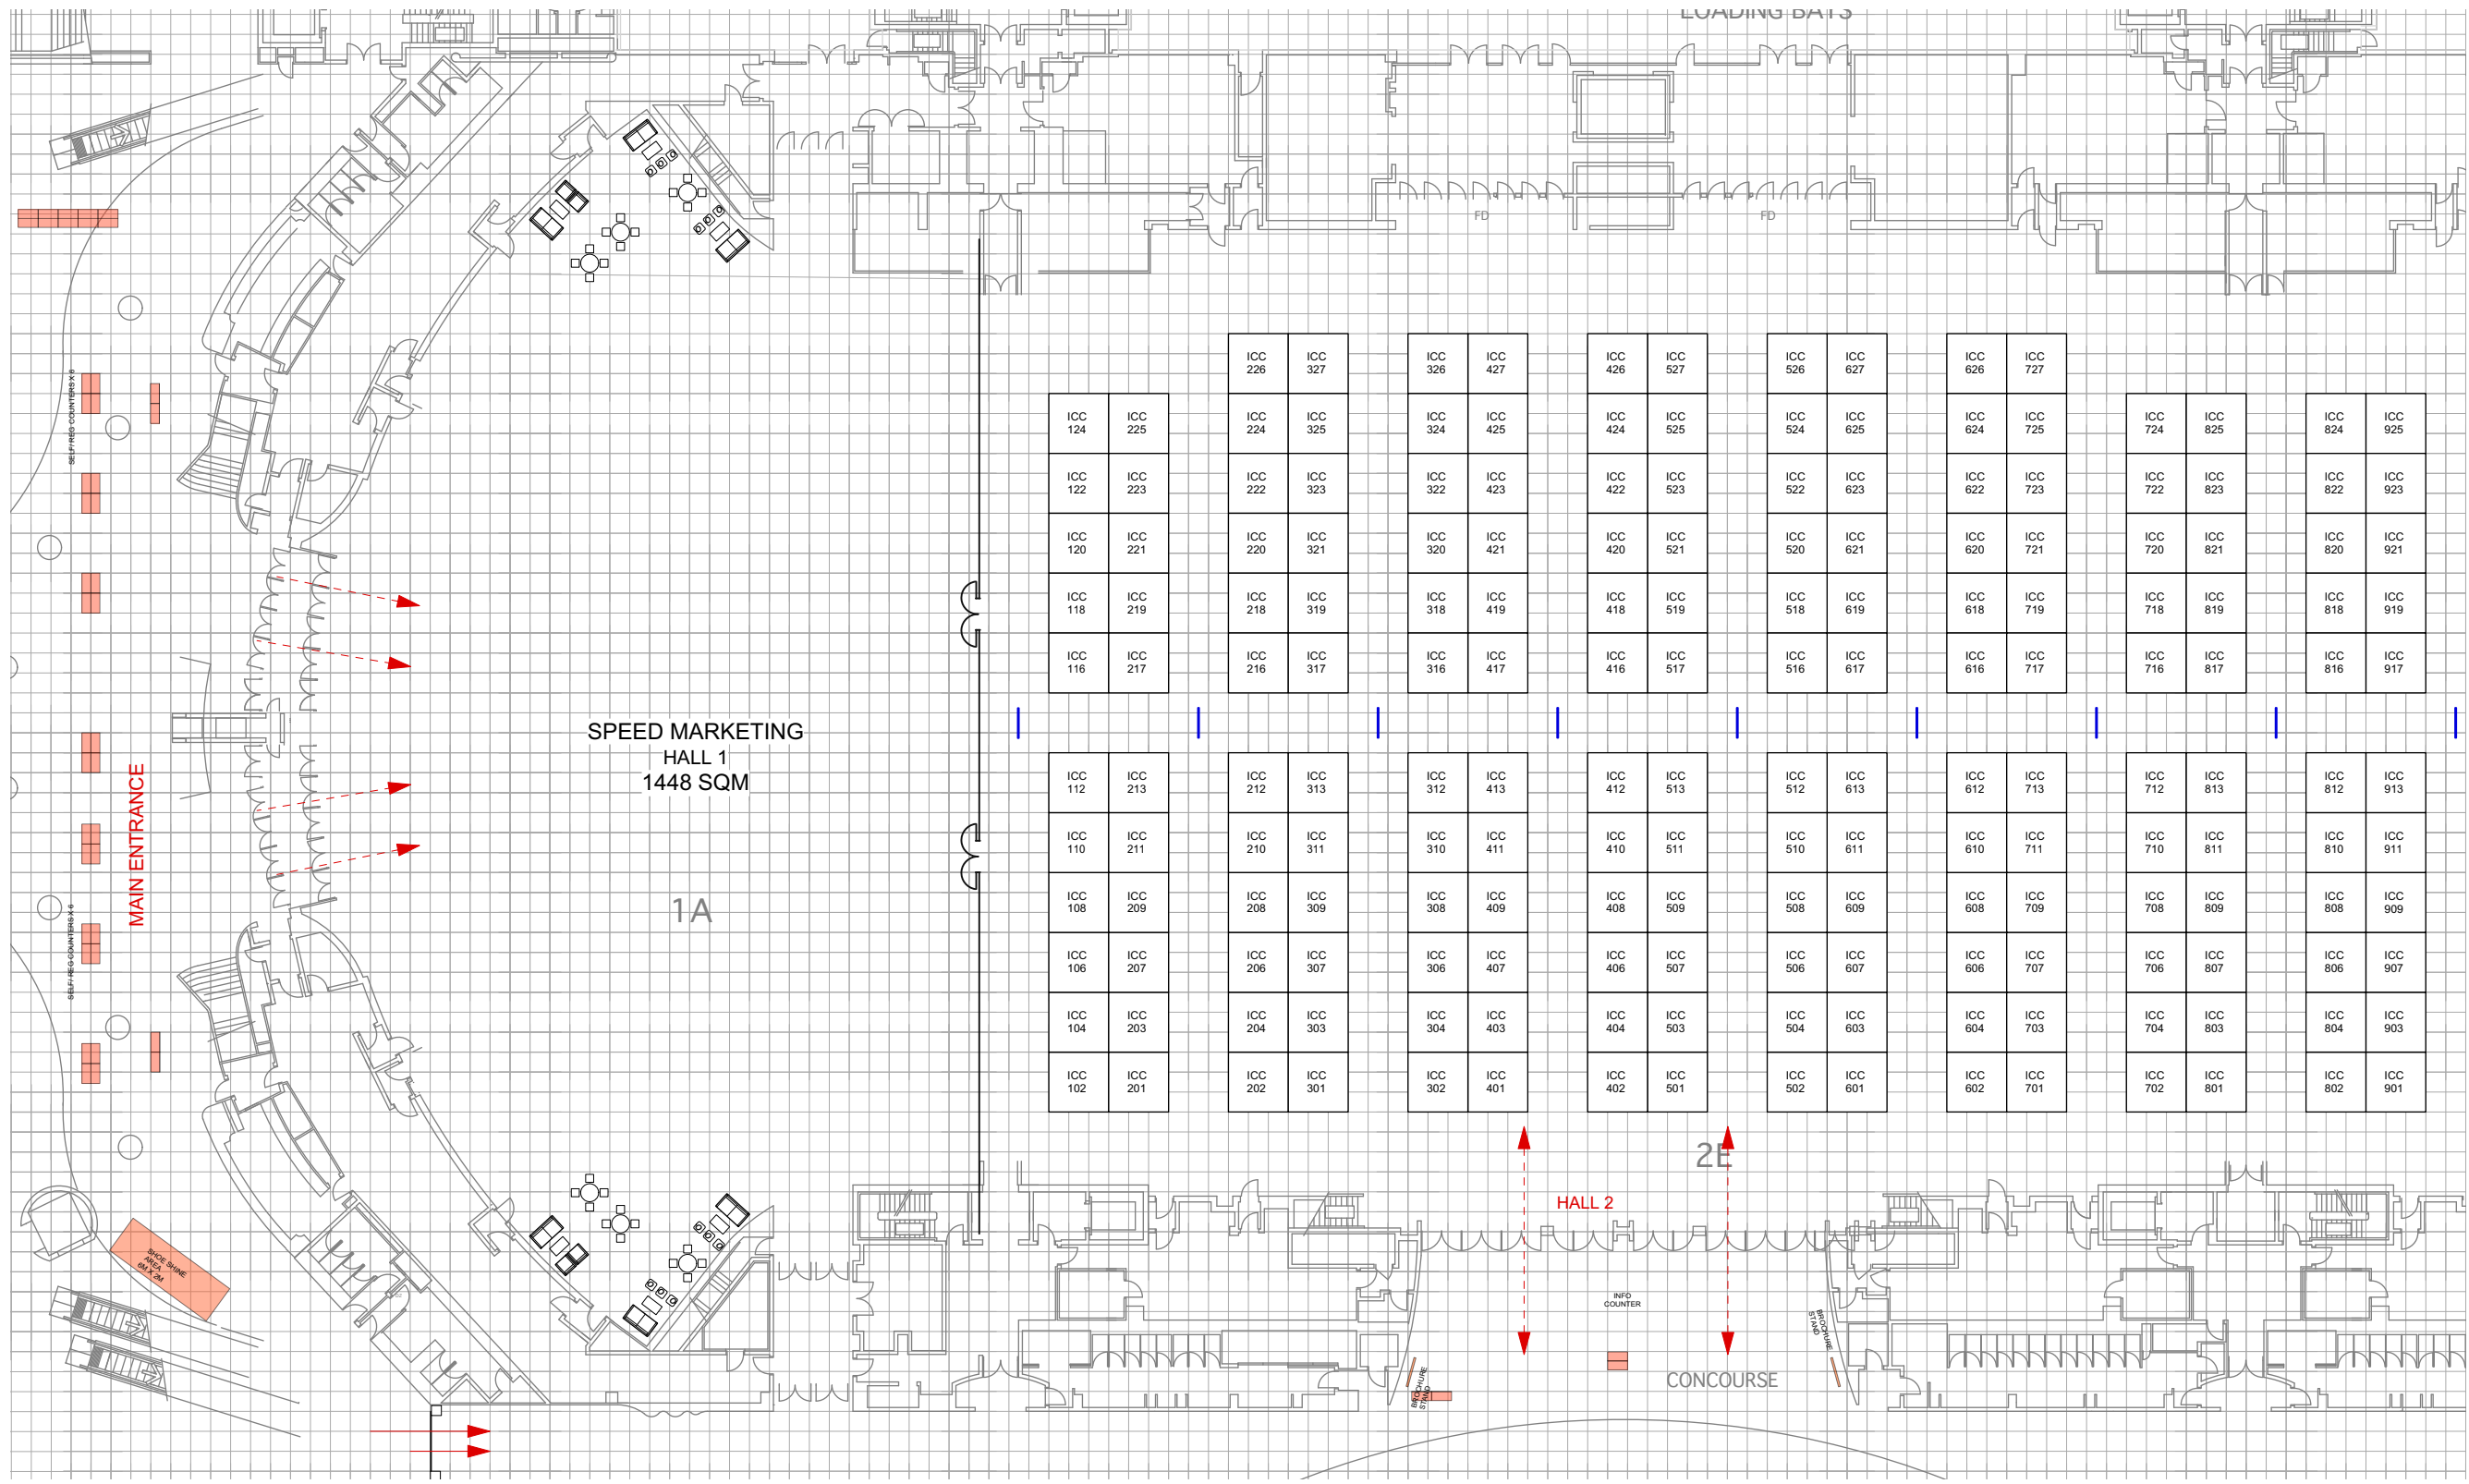 LOADING BAYS
FD
FD
ICC 226
ICC 327
ICC 326
ICC 427
ICC 426
ICC 527
ICC 526
ICC 627
ICC 626
ICC 727
ICC 124
ICC 225
ICC 224
ICC 325
ICC 324
ICC 425
ICC 424
ICC 525
ICC 524
ICC 625
ICC 624
ICC 725
ICC 724
ICC 825
ICC 824
ICC 925
ICC 122
ICC 223
ICC 222
ICC 323
ICC 322
ICC 423
ICC 422
ICC 523
ICC 522
ICC 623
ICC 622
ICC 723
ICC 722
ICC 823
ICC 822
ICC 923
ICC 120
ICC 221
ICC 220
ICC 321
ICC 320
ICC 421
ICC 420
ICC 521
ICC 520
ICC 621
ICC 620
ICC 721
ICC 720
ICC 821
ICC 820
ICC 921
ICC 118
ICC 219
ICC 218
ICC 319
ICC 318
ICC 419
ICC 418
ICC 519
ICC 518
ICC 619
ICC 618
ICC 719
ICC 718
ICC 819
ICC 818
ICC 919
ICC 116
ICC 217
ICC 216
ICC 317
ICC 316
ICC 417
ICC 416
ICC 517
ICC 516
ICC 617
ICC 616
ICC 717
ICC 716
ICC 817
ICC 816
ICC 917
SELF/ REG COUNTERS X 6
SPEED MARKETING
HALL 1
1448 SQM
1A
MAIN ENTRANCE
SELF/ REG COUNTERS X 6
ICC 112
ICC 213
ICC 212
ICC 313
ICC 312
ICC 413
ICC 412
ICC 513
ICC 512
ICC 613
ICC 612
ICC 713
ICC 712
ICC 813
ICC 812
ICC 913
ICC 110
ICC 211
ICC 210
ICC 311
ICC 310
ICC 411
ICC 410
ICC 511
ICC 510
ICC 611
ICC 610
ICC 711
ICC 710
ICC 811
ICC 810
ICC 911
ICC 108
ICC 209
ICC 208
ICC 309
ICC 308
ICC 409
ICC 408
ICC 509
ICC 508
ICC 609
ICC 608
ICC 709
ICC 708
ICC 809
ICC 808
ICC 909
ICC 106
ICC 207
ICC 206
ICC 307
ICC 306
ICC 407
ICC 406
ICC 507
ICC 506
ICC 607
ICC 606
ICC 707
ICC 706
ICC 807
ICC 806
ICC 907
ICC 104
ICC 203
ICC 204
ICC 303
ICC 304
ICC 403
ICC 404
ICC 503
ICC 504
ICC 603
ICC 604
ICC 703
ICC 704
ICC 803
ICC 804
ICC 903
ICC 102
ICC 201
ICC 202
ICC 301
ICC 302
ICC 401
ICC 402
ICC 501
ICC 502
ICC 601
ICC 602
ICC 701
ICC 702
ICC 801
ICC 802
ICC 901
2E
HALL 2
SHOE SHINE
AREA
6M X 2M
INFO
COUNTER
BROCHURE
STAND
BROCHURE
STAND
CONCOURSE